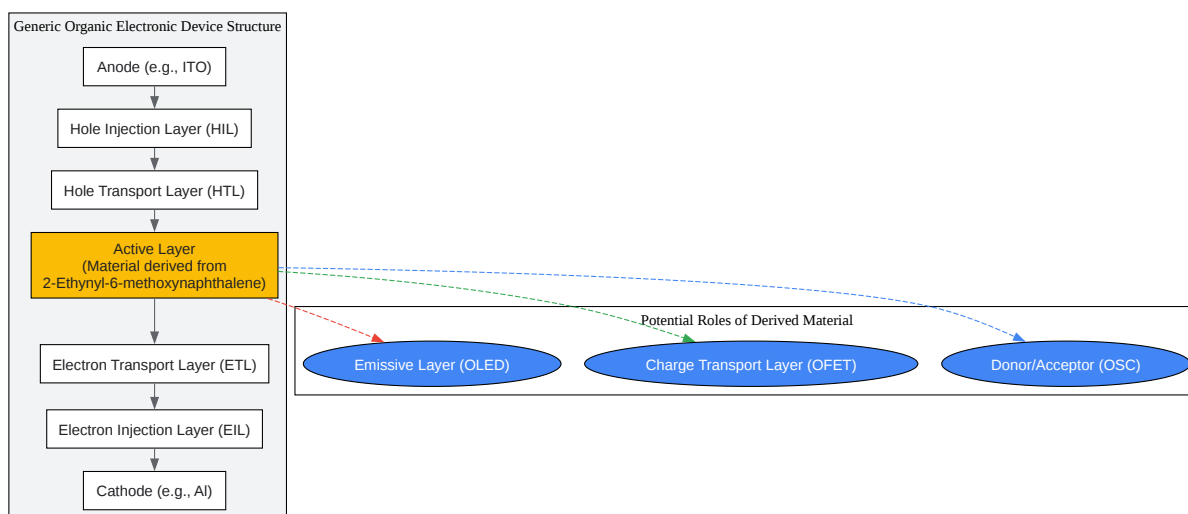 Generic Organic Electronic Device Structure
Anode (e.g., ITO)
Hole Injection Layer (HIL)
Hole Transport Layer (HTL)
Active Layer
(Material derived from
2-Ethynyl-6-methoxynaphthalene)
Potential Roles of Derived Material
Electron Transport Layer (ETL)
Emissive Layer (OLED)
Charge Transport Layer (OFET)
Donor/Acceptor (OSC)
Electron Injection Layer (EIL)
Cathode (e.g., Al)